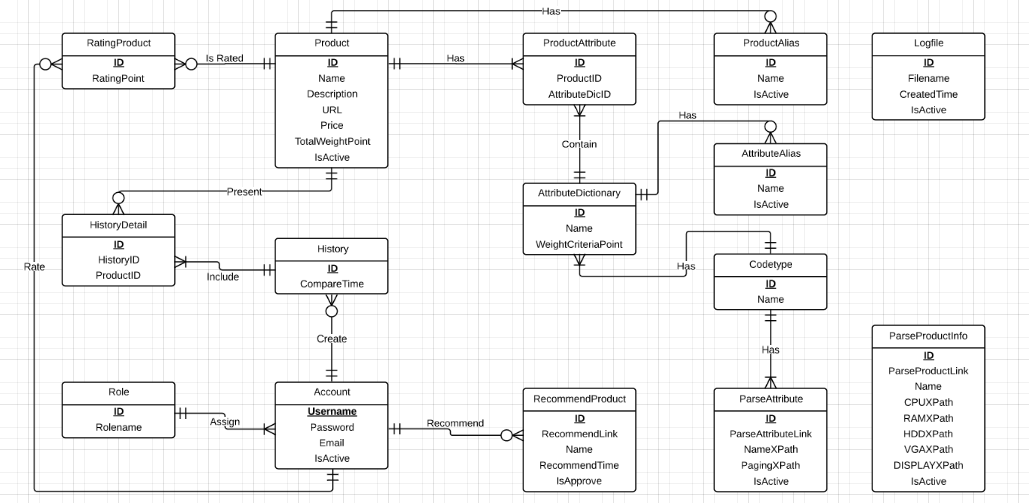 Has
RatingProduct
ID
RatingPoint
Is Rated
Product
ID
Name
Description
URL
Price
TotalWeightPoint
IsActive
Has
ProductAttribute
ID
ProductID
AttributeDicID
ProductAlias
ID
Name
IsActive
Logfile
ID
Filename
CreatedTime
IsActive
Contain
Has
AttributeAlias
ID
Name
IsActive
Present
AttributeDictionary
ID
Name
WeightCriteriaPoint
HistoryDetail
ID
HistoryID
ProductID
Include
History
ID
CompareTime
Rate
Has
Codetype
ID
Name
Create
Has
Role
ID
Rolename
Assign
Account
Username
Password
Email
IsActive
Recommend
RecommendProduct
ID
RecommendLink
Name
RecommendTime
IsApprove
ParseAttribute
ID
ParseAttributeLink
NameXPath
PagingXPath
IsActive
ParseProductInfo
ID
ParseProductLink
Name
CPUXPath
RAMXPath
HDDXPath
VGAXPath
DISPLAYXPath
IsActive